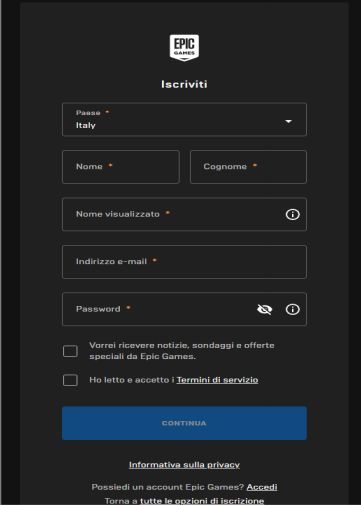 EPIC
GAMES
Iscriviti
Paese *
Italy
Nome *
Cognome *
Nome visualizzato *
Indirizzo e-mail *
Password *
Vorrei ricevere notizie, sondaggi e offerte
speciali da Epic Games.
Ho letto e accetto i Termini di servizio
CONTINUA
Informativa sulla privacy
Possiedi un account Epic Games? Accedi
Torna a tutte le opzioni di iscrizione